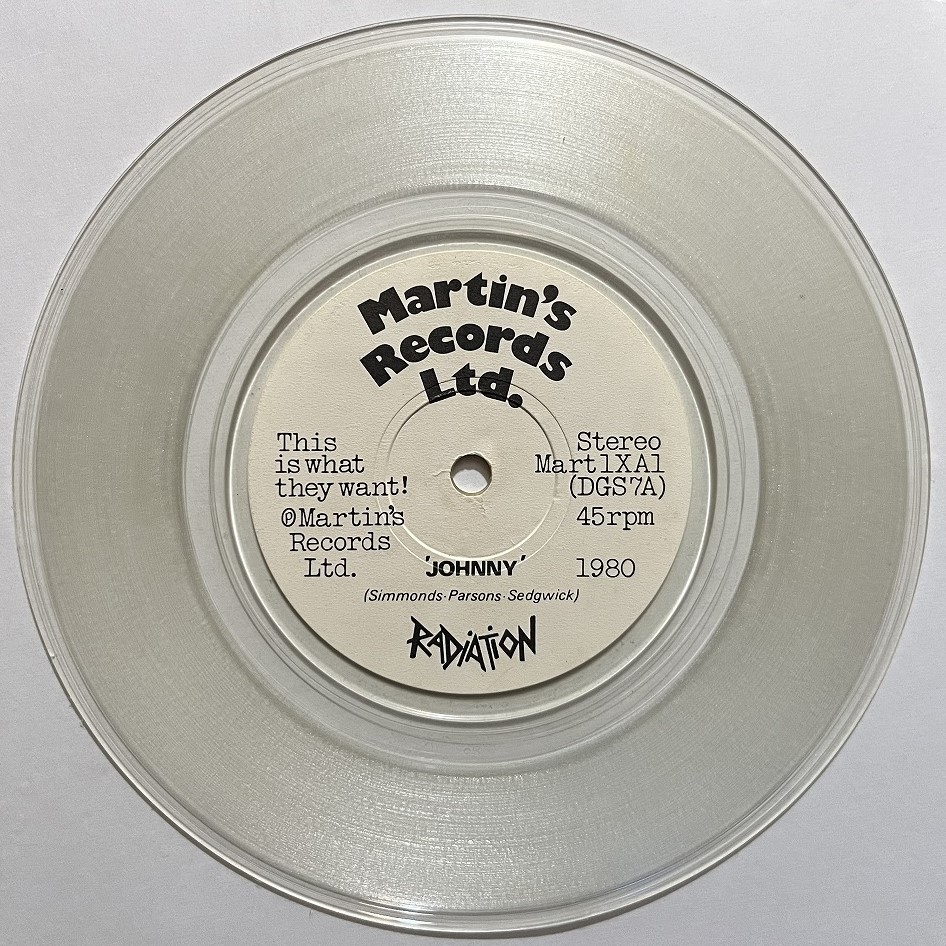 Martin's
Records
Ltd.
This
is what
they want!
℗Martin's
Records
Ltd.
Stereo
Mart1XA1
(DGS7A)
45rpm
1980
'JOHNNY'
(Simmonds·Parsons·Sedgwick)
RADiATiON